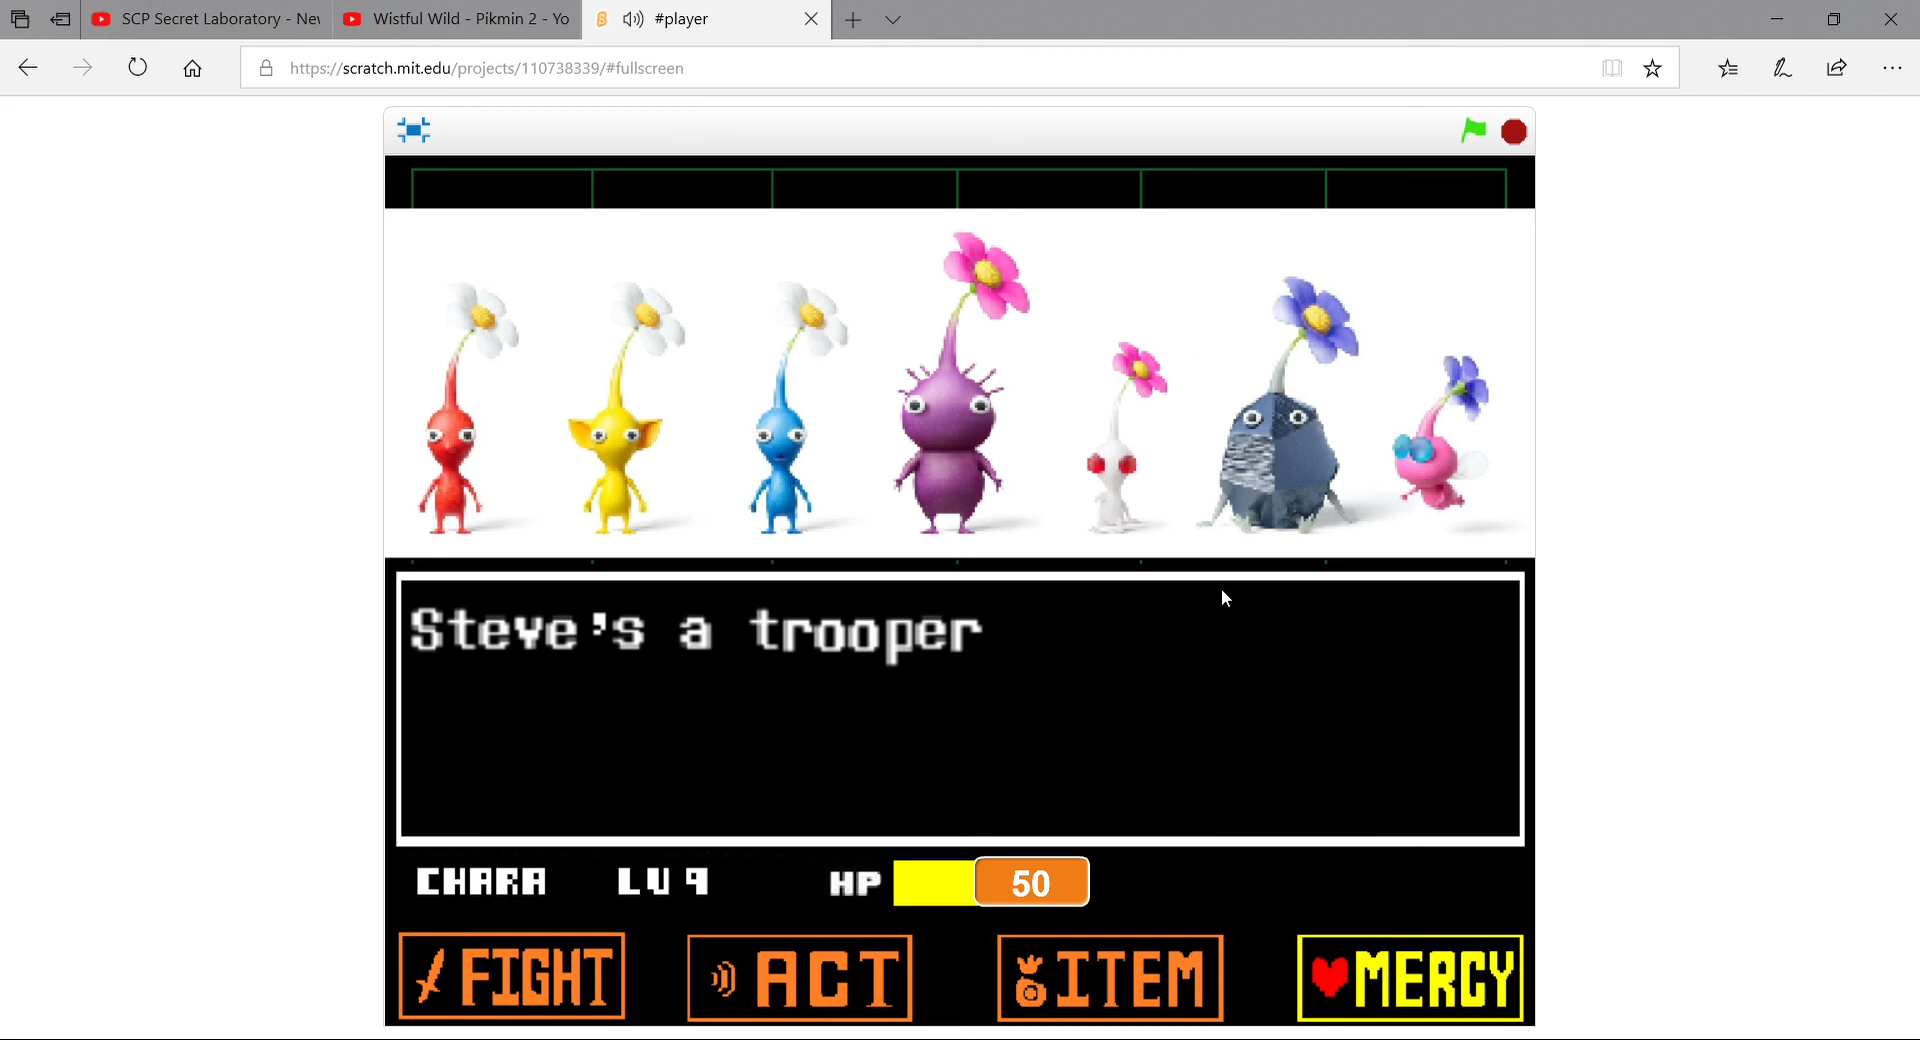 SCP Secret Laboratory - Nev
Wistful Wild - Pikmin 2 - Yo
#player
https://scratch.mit.edu/projects/110738339/#fullscreen
Steve's a trooper
CHARA LV 9 HP 50
FIGHT ACT ITEM MERCY